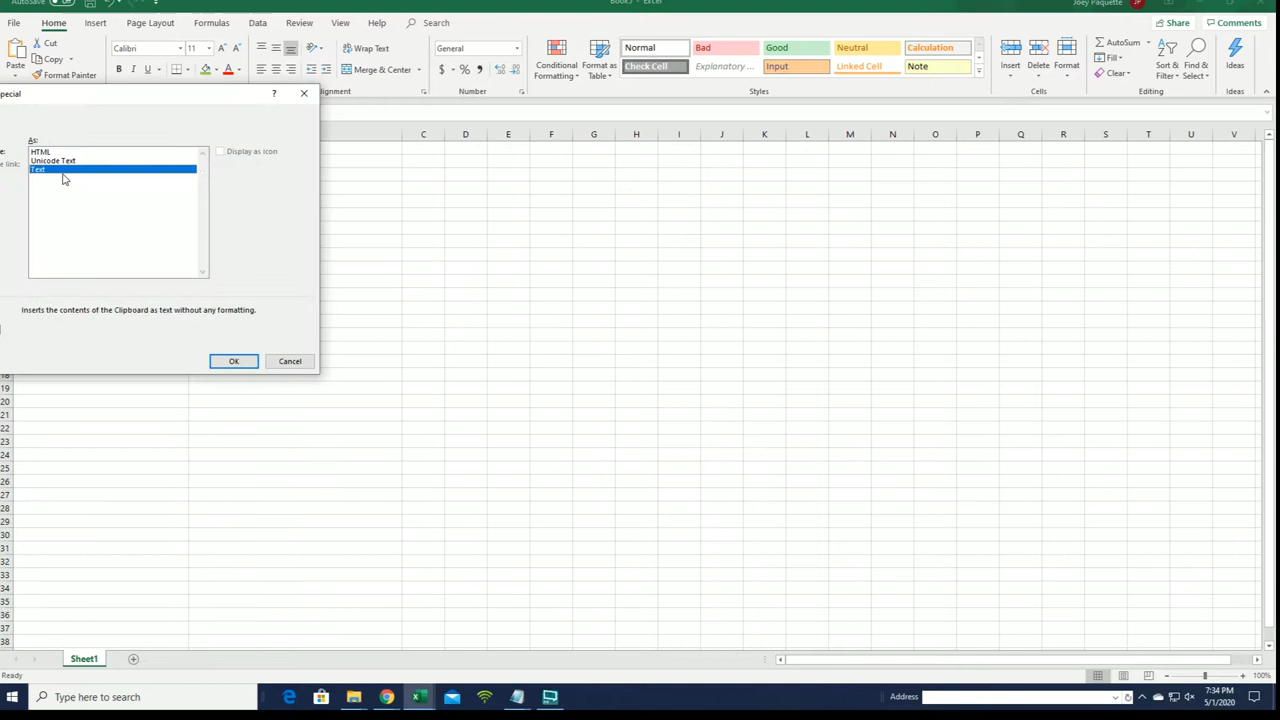 AutoSave Off Book3 - Excel Joey Paquette JP
File Home Insert Page Layout Formulas Data Review View Help Search Share Comments
Paste Cut Copy Format Painter
Calibri 11 Wrap Text Merge & Center General $ % 
Conditional Formatting Format as Table
Normal Bad Good Neutral Calculation
Check Cell Explanatory ... Input Linked Cell Note
Insert Delete Format
AutoSum Fill Clear Sort & Filter Find & Select Ideas
Number Styles Cells Editing Ideas
pecial
As:
HTML
Unicode Text
Text
Display as icon
e link:
Inserts the contents of the Clipboard as text without any formatting.
OK Cancel
C D E F G H I J K L M N O P Q R S T U V
18
19
20
21
22
23
24
25
26
27
28
29
30
31
32
33
34
35
36
37
38
Sheet1
Ready 100%
Type here to search Address 7:34 PM
5/1/2020